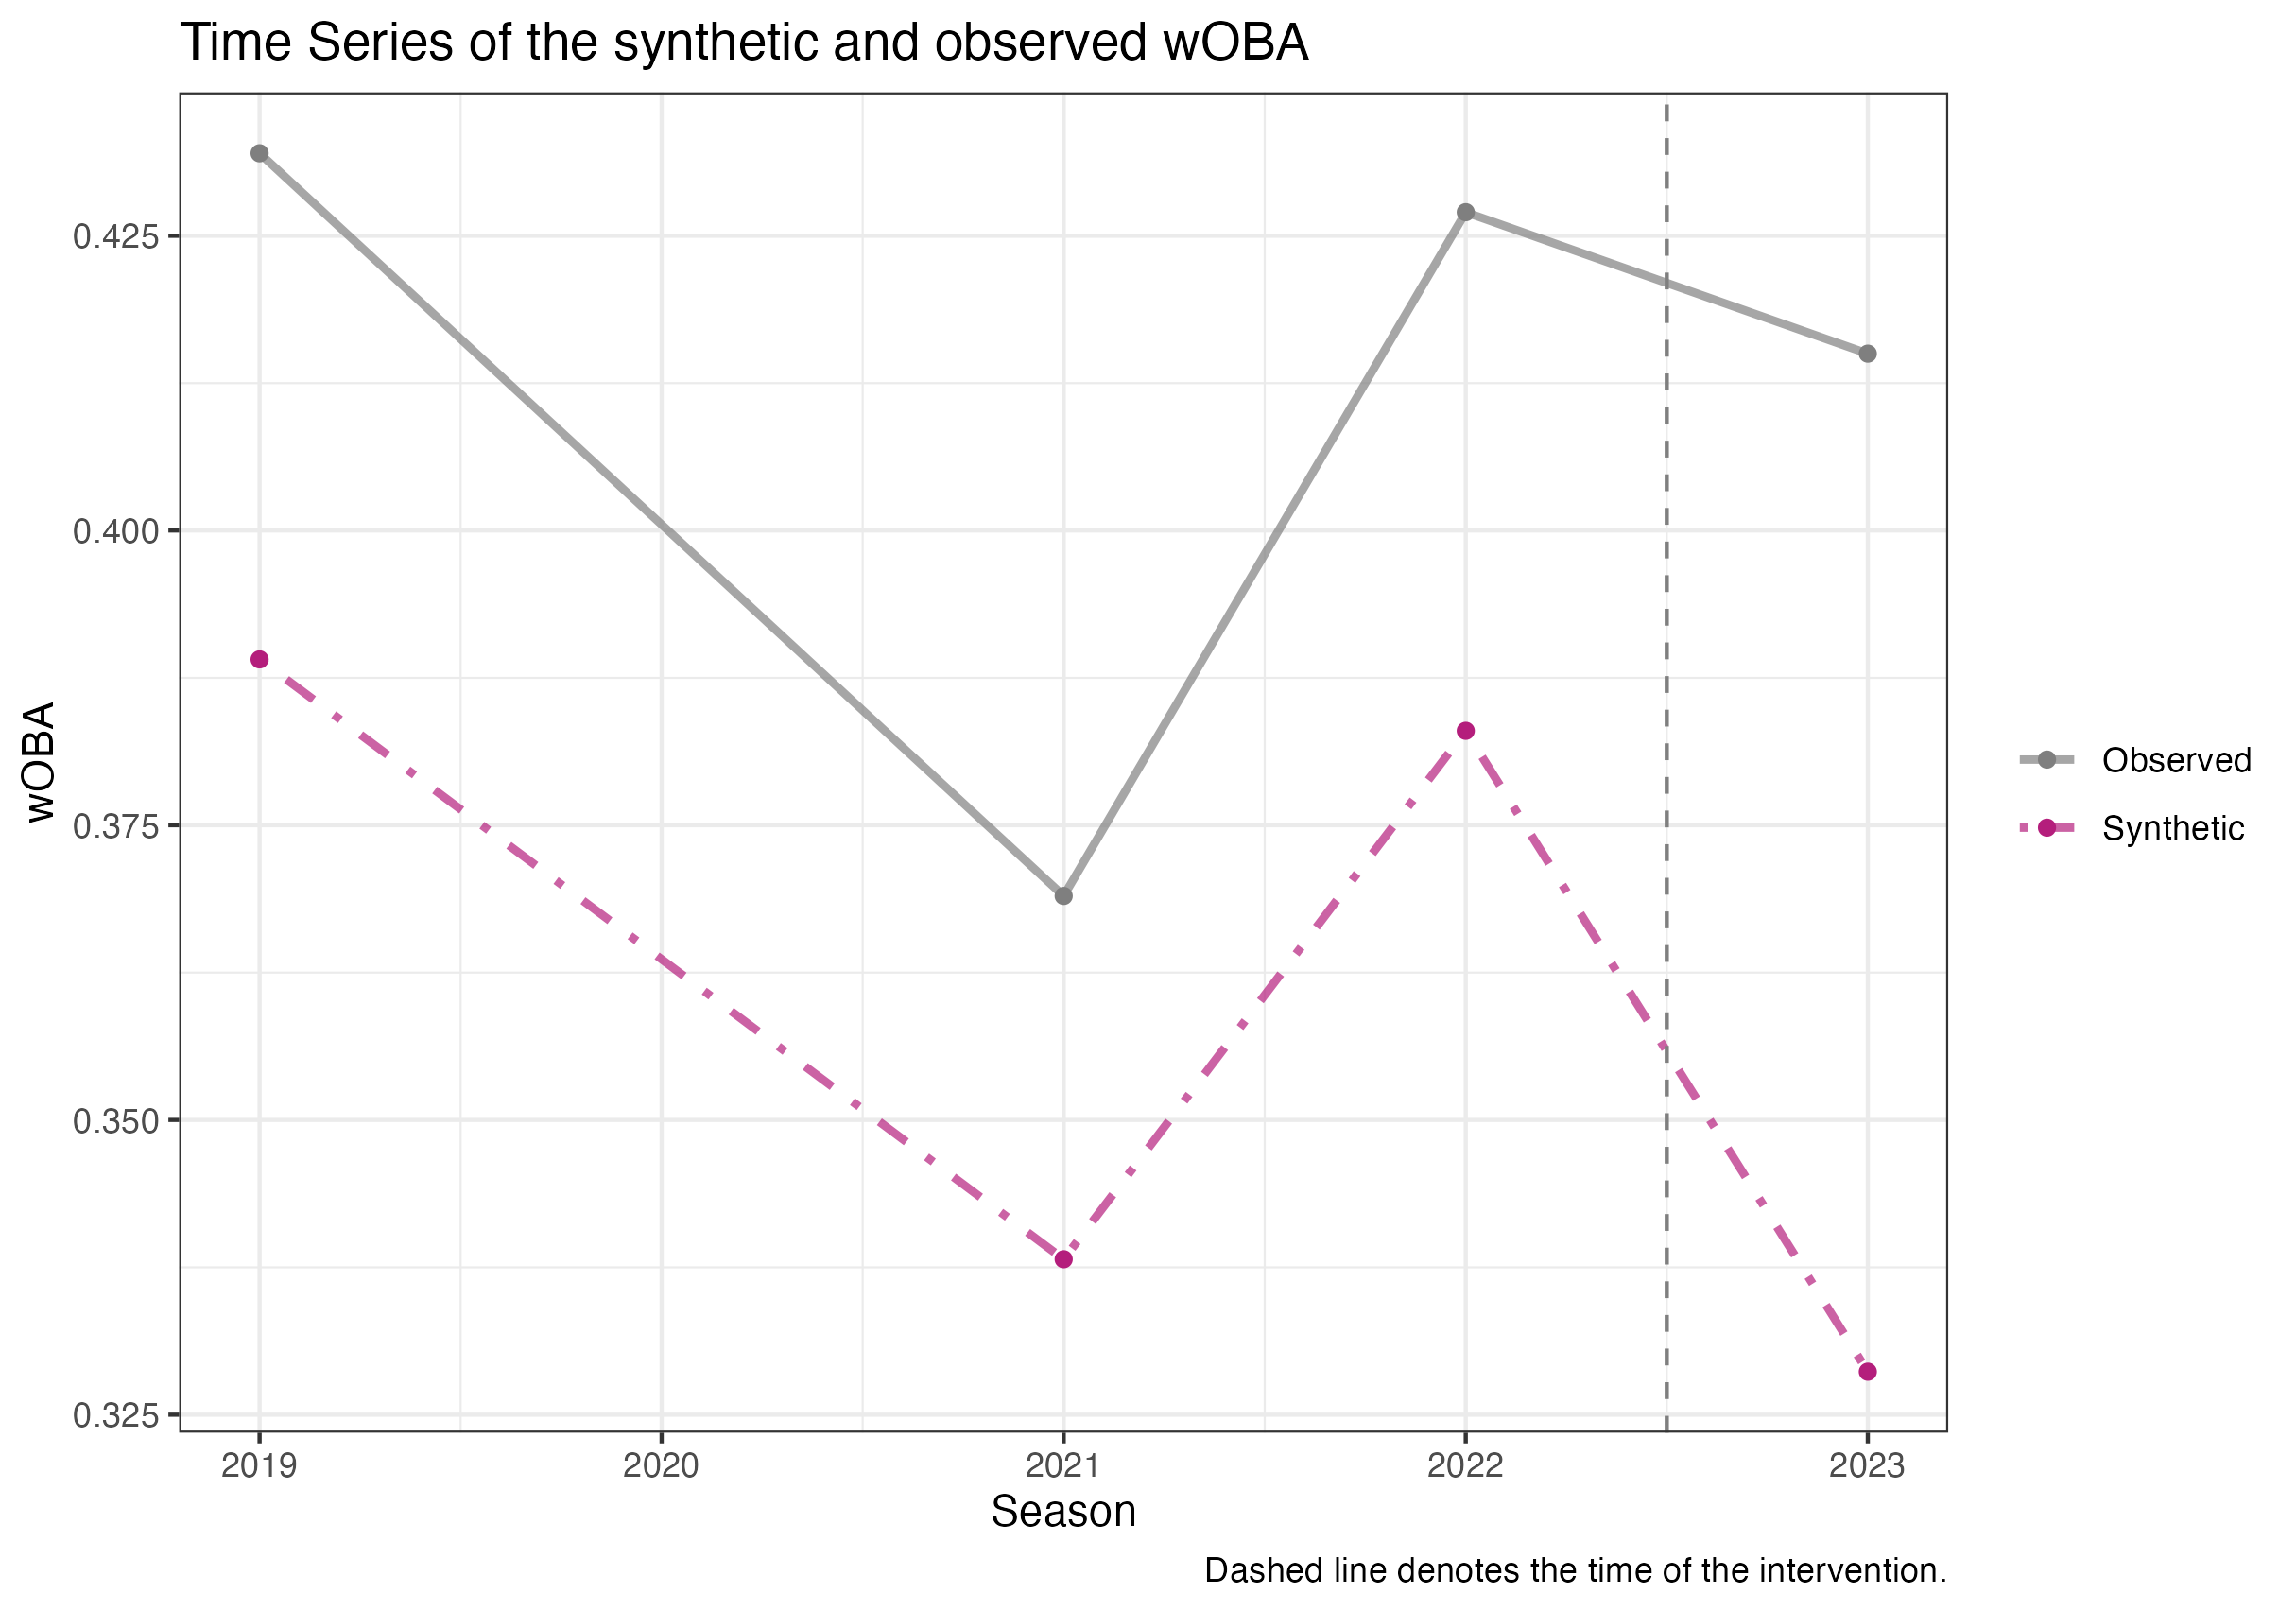 Time Series of the synthetic and observed wOBA
wOBA
0.425
0.400
0.375
0.350
0.325
2019 2020 2021 2022 2023
Season
Observed
Synthetic
Dashed line denotes the time of the intervention.